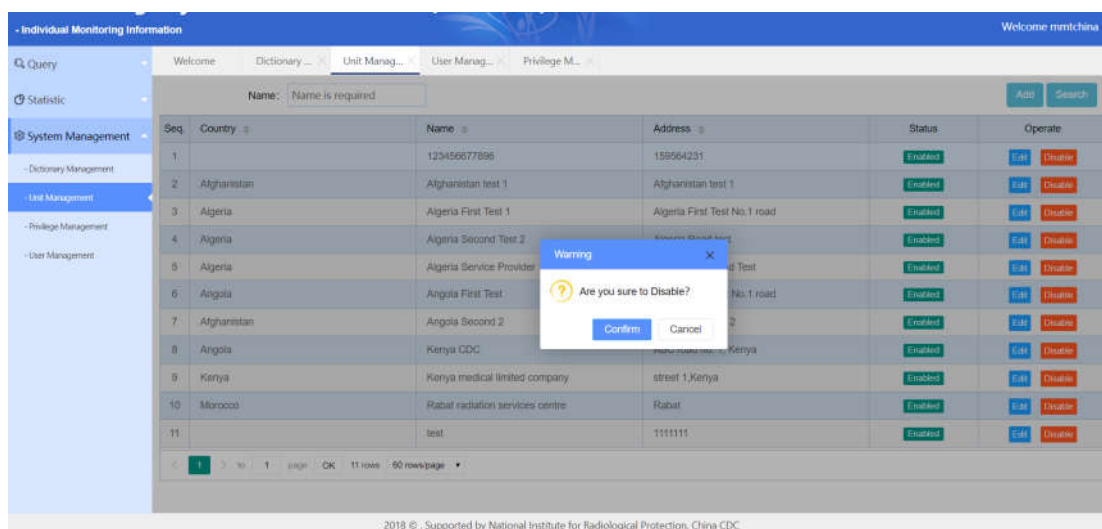 - Individual Monitoring Information Welcome mmtchina
Query Welcome Dictionary ... Unit Manag... User Manag... Privilege M...
Statistic Name: Name is required Add Search
System Management Seq. Country Name Address Status Operate
- Dictionary Management
- Unit Management
- Privilege Management
- User Management
1 159564231 Enabled Edit Disable
2 Afghanistan Afghanistan test 1 Afghanistan test 1 Enabled Edit Disable
3 Algeria Algeria First Test 1 Algeria First Test No.1 road Enabled Edit Disable
4 Algeria Algeria Second Test 2 Enabled Edit Disable
5 Algeria Algeria Service Provider Test Enabled Edit Disable
6 Angola Angola First Test No.1 road Enabled Edit Disable
7 Afghanistan Angola Second 2 2 Enabled Edit Disable
8 Angola Kenya CDC Kenya Enabled Edit Disable
9 Kenya Kenya medical limited company street 1,Kenya Enabled Edit Disable
10 Morocco Rabat radiation services centre Rabat Enabled Edit Disable
11 test 1111111 Enabled Edit Disable
Warning
Are you sure to Disable?
Confirm Cancel
1 to 1 page OK 11 rows 60 rows/page
2018 © . Supported by National Institute for Radiological Protection, China CDC